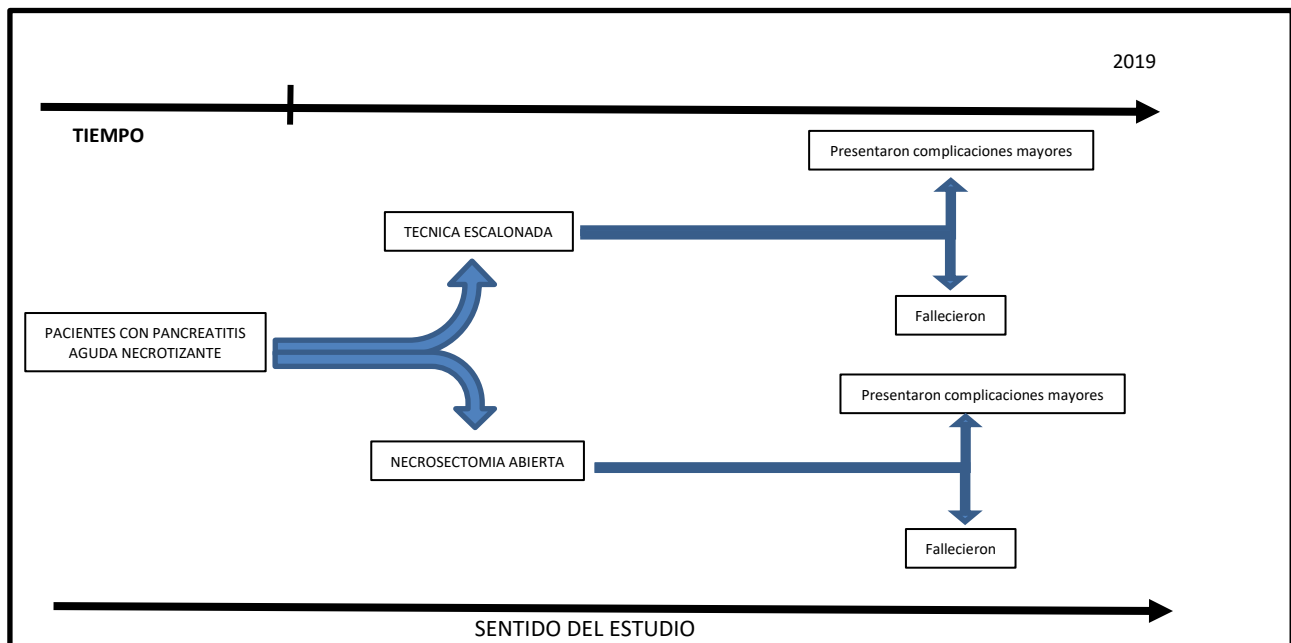 2019
TIEMPO
Presentaron complicaciones mayores
TECNICA ESCALONADA
Fallecieron
PACIENTES CON PANCREATITIS
AGUDA NECROTIZANTE
Presentaron complicaciones mayores
NECROSECTOMIA ABIERTA
Fallecieron
SENTIDO DEL ESTUDIO